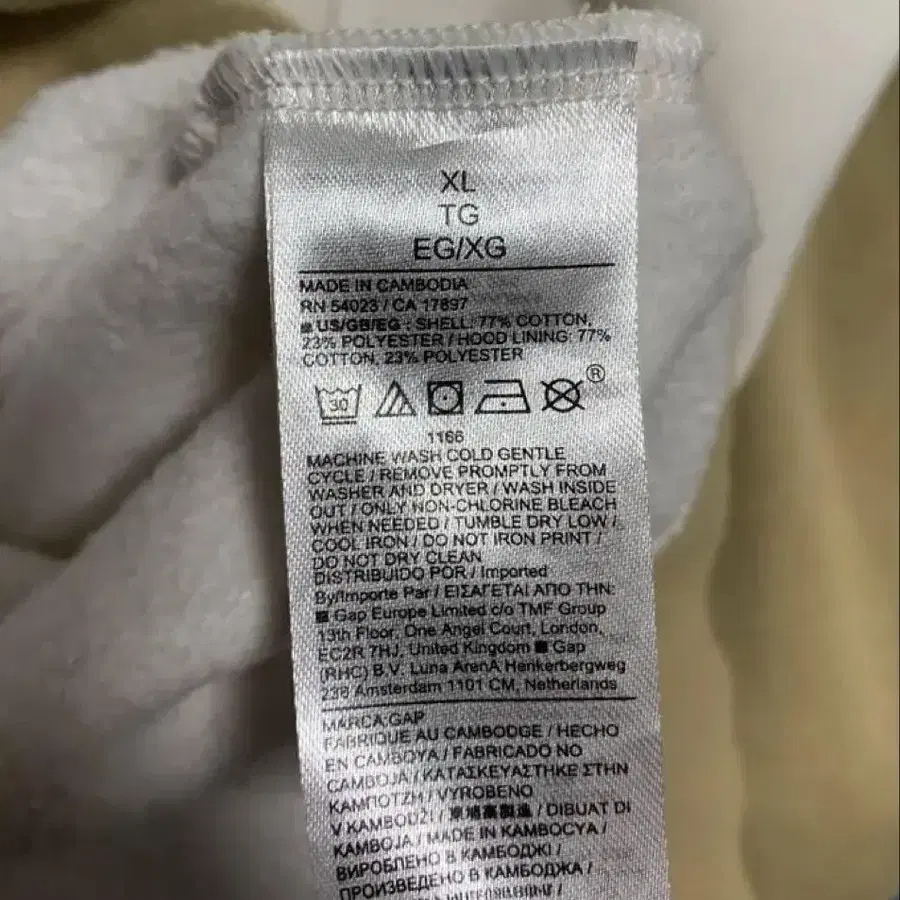 XL
TG
EG/XG
MADE IN CAMBODIA
RN 54023 / CA 17897
US/GB/EG : SHELL: 77% COTTON,
23% POLYESTER / HOOD LINING: 77%
COTTON, 23% POLYESTER
30 ®
1166
MACHINE WASH COLD GENTLE
CYCLE / REMOVE PROMPTLY FROM
WASHER AND DRYER / WASH INSIDE
OUT / ONLY NON-CHLORINE BLEACH
WHEN NEEDED / TUMBLE DRY LOW /
COOL IRON / DO NOT IRON PRINT /
DO NOT DRY CLEAN
DISTRIBUIDO POR / Imported
By/Importe Par / ΕΙΣΑΓΕΤΑΙ ΑΠΟ ΤΗΝ:
Gap Europe Limited c/o TMF Group
13th Floor, One Angel Court, London,
EC2R 7HJ, United Kingdom Gap
(RHC) B.V. Luna ArenA Henkerbergweg
238 Amsterdam 1101 CM, Netherlands
MARCA:GAP
FABRIQUE AU CAMBODGE / HECHO
EN CAMBOYA / FABRICADO NO
CAMBOJA / ΚΑΤΑΣΚΕΥΑΣΤΗΚΕ ΣΤΗΝ
ΚΑΜΠΟΤΖΗ / VYROBENO
V KAMBODŽI / 柬埔寨製造 / DIBUAT DI
KAMBOJA / MADE IN KAMBOCYA /
ВИРОБЛЕНО В КАМБОДЖІ /
ПРОИЗВЕДЕНО В КАМБОДЖА /